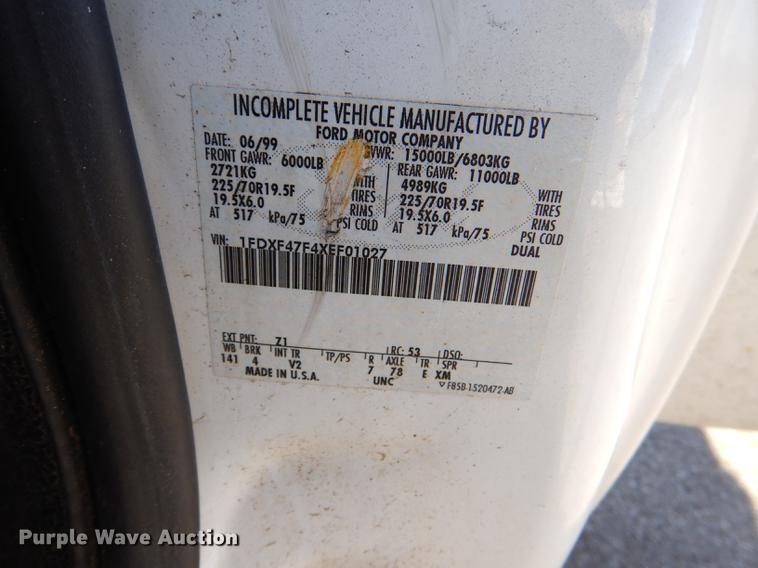 INCOMPLETE VEHICLE MANUFACTURED BY
FORD MOTOR COMPANY
DATE: 06/99 GVWR: 15000LB/6803KG
FRONT GAWR: 6000LB REAR GAWR: 11000LB
2721KG WITH 4989KG WITH
225/70R19.5F TIRES 225/70R19.5F TIRES
19.5X6.0 RIMS 19.5X6.0 RIMS
AT 517 kPa/75 PSI COLD AT 517 kPa/75 PSI COLD
DUAL
VIN: 1FDXF47F4XEF01027
EXT PNT: Z1 RC: 53 DSO:
WB BRK INT TR TP/PS R AXLE TR SPR
141 4 V2 7 78 E XM
MADE IN U.S.A. UNC
F85B-1520472-AB
Purple Wave Auction